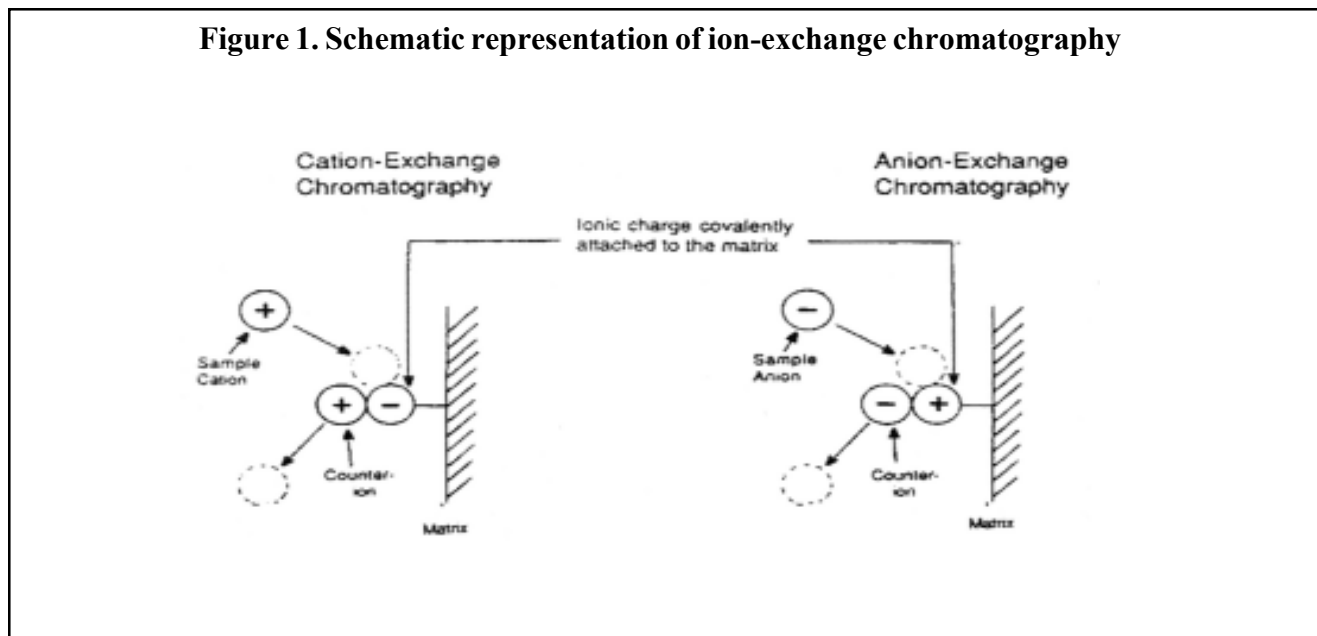 Figure 1. Schematic representation of ion-exchange chromatography
Cation-Exchange
Chromatography
Anion-Exchange
Chromatography
Ionic charge covalently
attached to the matrix
+
Sample
Cation
+
−
Counter-
ion
Matrix
−
Sample
Anion
−
+
Counter-
ion
Matrix